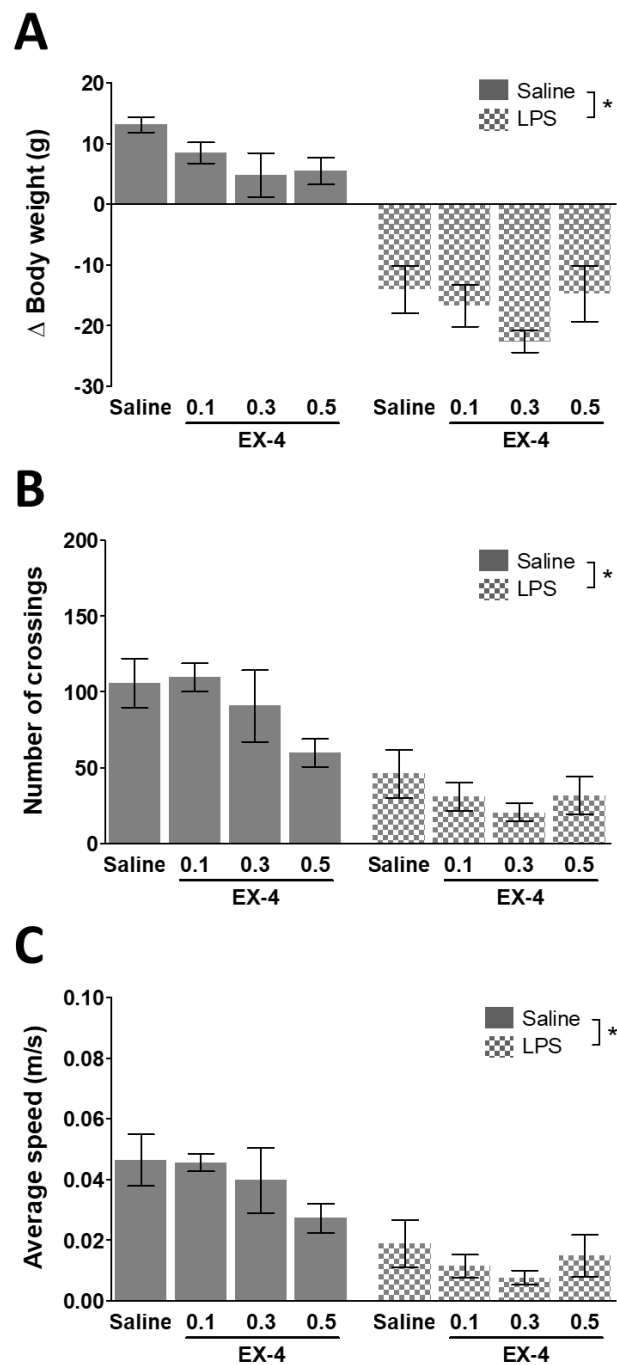 A
Δ Body weight (g)
20
10
0
-10
-20
-30
Saline
LPS
*
Saline 0.1 0.3 0.5 Saline 0.1 0.3 0.5
EX-4 EX-4
B
Number of crossings
200
150
100
50
0
Saline
LPS
*
Saline 0.1 0.3 0.5 Saline 0.1 0.3 0.5
EX-4 EX-4
C
Average speed (m/s)
0.10
0.08
0.06
0.04
0.02
0.00
Saline
LPS
*
Saline 0.1 0.3 0.5 Saline 0.1 0.3 0.5
EX-4 EX-4